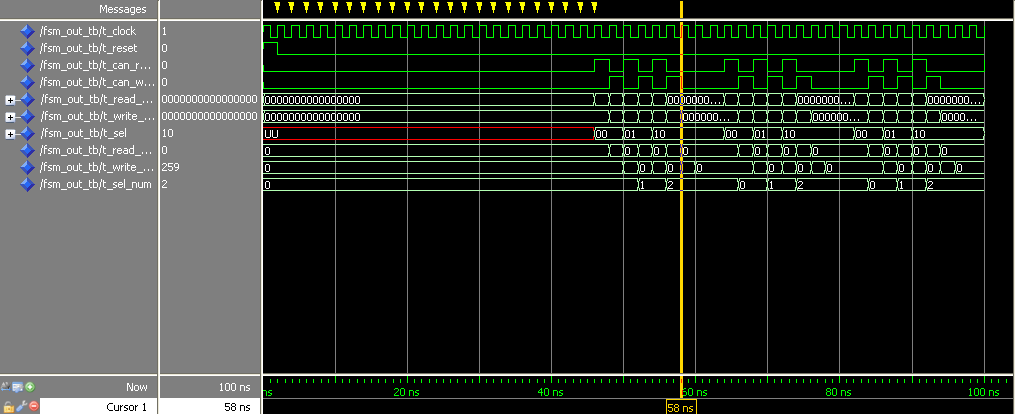 Messages
/fsm_out_tb/t_clock 1
/fsm_out_tb/t_reset 0
/fsm_out_tb/t_can_r... 0
/fsm_out_tb/t_can_w... 0
/fsm_out_tb/t_read_... 0000000000000000 0000000000000000 0000000... 0000000... 0000000...
/fsm_out_tb/t_write_... 0000000000000000 0000000000000000 0000000... 0000000... 0000...
/fsm_out_tb/t_sel 10 UU 00 01 10 00 01 10 00 01 10
/fsm_out_tb/t_read_... 0 0 0 0 0 0 0 0 0 0 0
/fsm_out_tb/t_write_... 259 0 0 0 0 0 0 0 0 0 0 0
/fsm_out_tb/t_sel_num 2 0 1 2 0 1 2 0 1 2
Now 100 ns ns 20 ns 40 ns 60 ns 80 ns 100 ns
Cursor 1 58 ns 58 ns